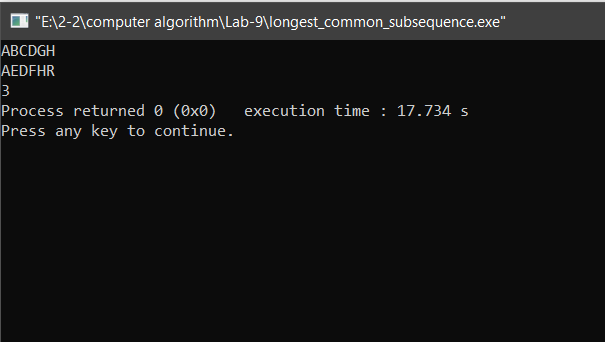 "E:\2-2\computer algorithm\Lab-9\longest_common_subsequence.exe"
ABCDGH
AEDFHR
3
Process returned 0 (0x0)   execution time : 17.734 s
Press any key to continue.